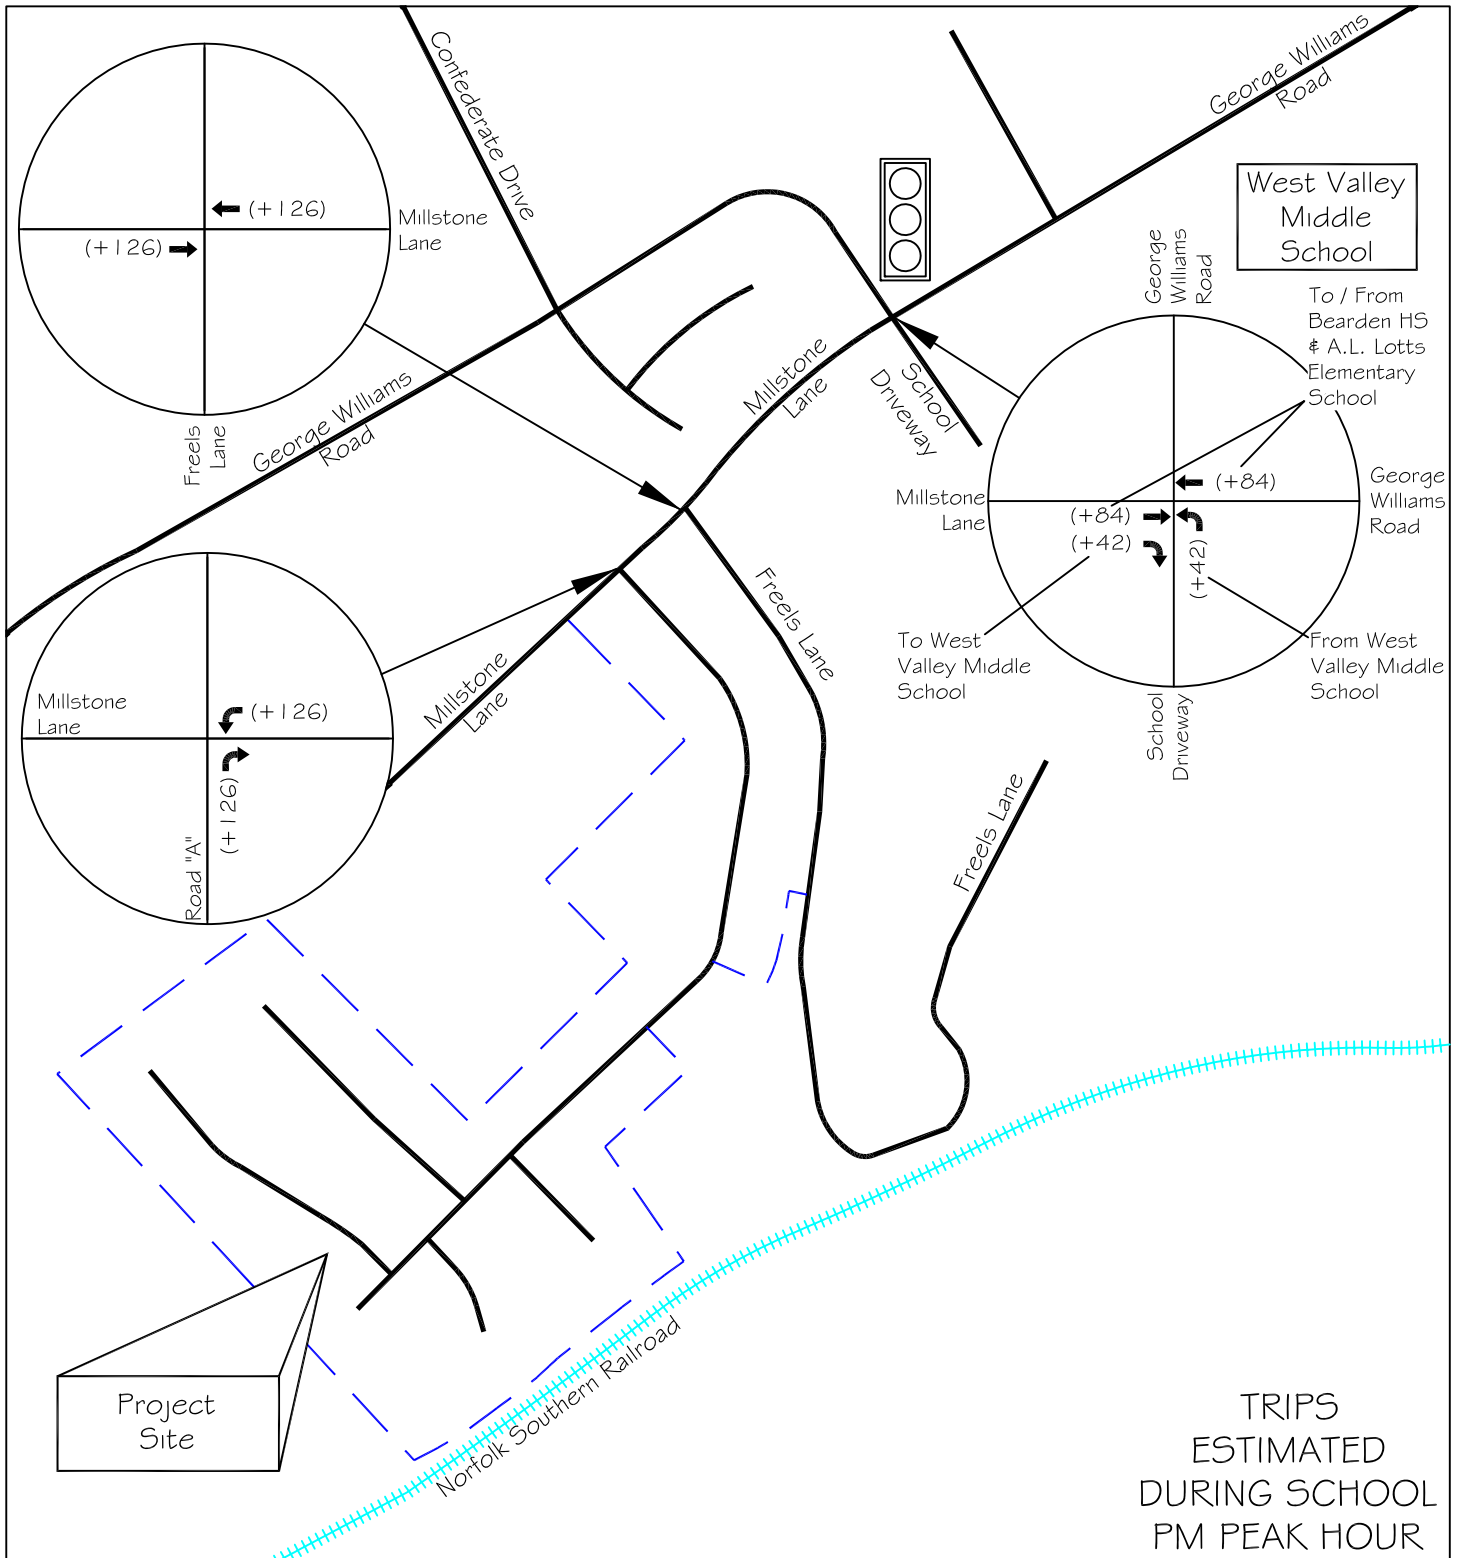 Confederate Drive
George Williams
Road
West Valley
Middle
School
(+126)
(+126)
Millstone
Lane
Freels
Lane
George
Williams
Road
To / From
Bearden HS
& A.L. Lotts
Elementary
School
George Williams
Road
Millstone
Lane
School
Driveway
(+84)
(+84)
(+42)
(+42)
Millstone
Lane
George
Williams
Road
To West
Valley Middle
School
From West
Valley Middle
School
School
Driveway
Freels Lane
Millstone
Lane
Millstone
Lane
(+126)
(+126)
Road "A"
Freels Lane
Project
Site
Norfolk Southern Railroad
TRIPS
ESTIMATED
DURING SCHOOL
PM PEAK HOUR